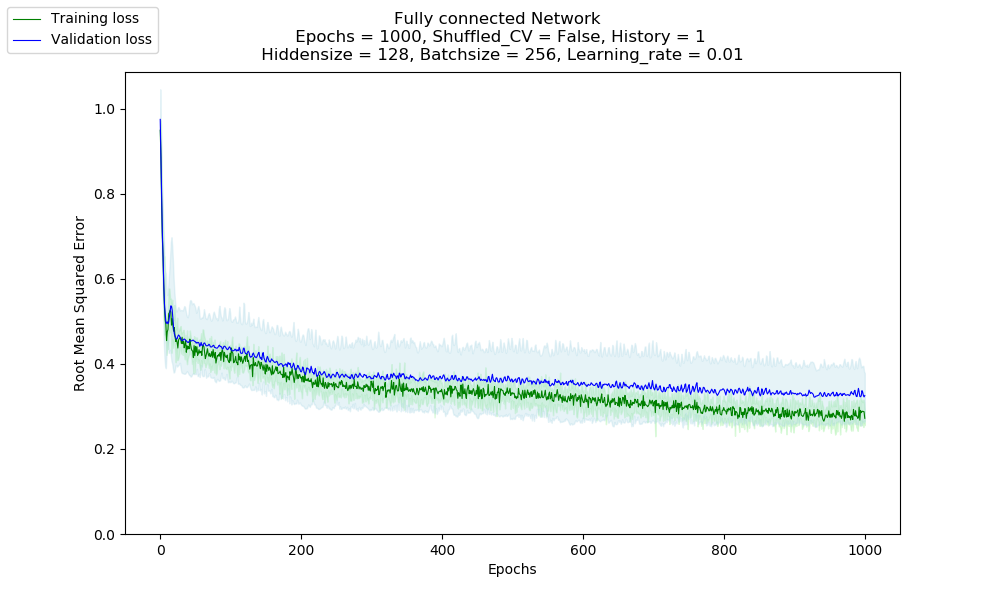 Training loss
Validation loss
Fully connected Network
Epochs = 1000, Shuffled_CV = False, History = 1
Hiddensize = 128, Batchsize = 256, Learning_rate = 0.01
Root Mean Squared Error
1.0
0.8
0.6
0.4
0.2
0.0
0 200 400 600 800 1000
Epochs